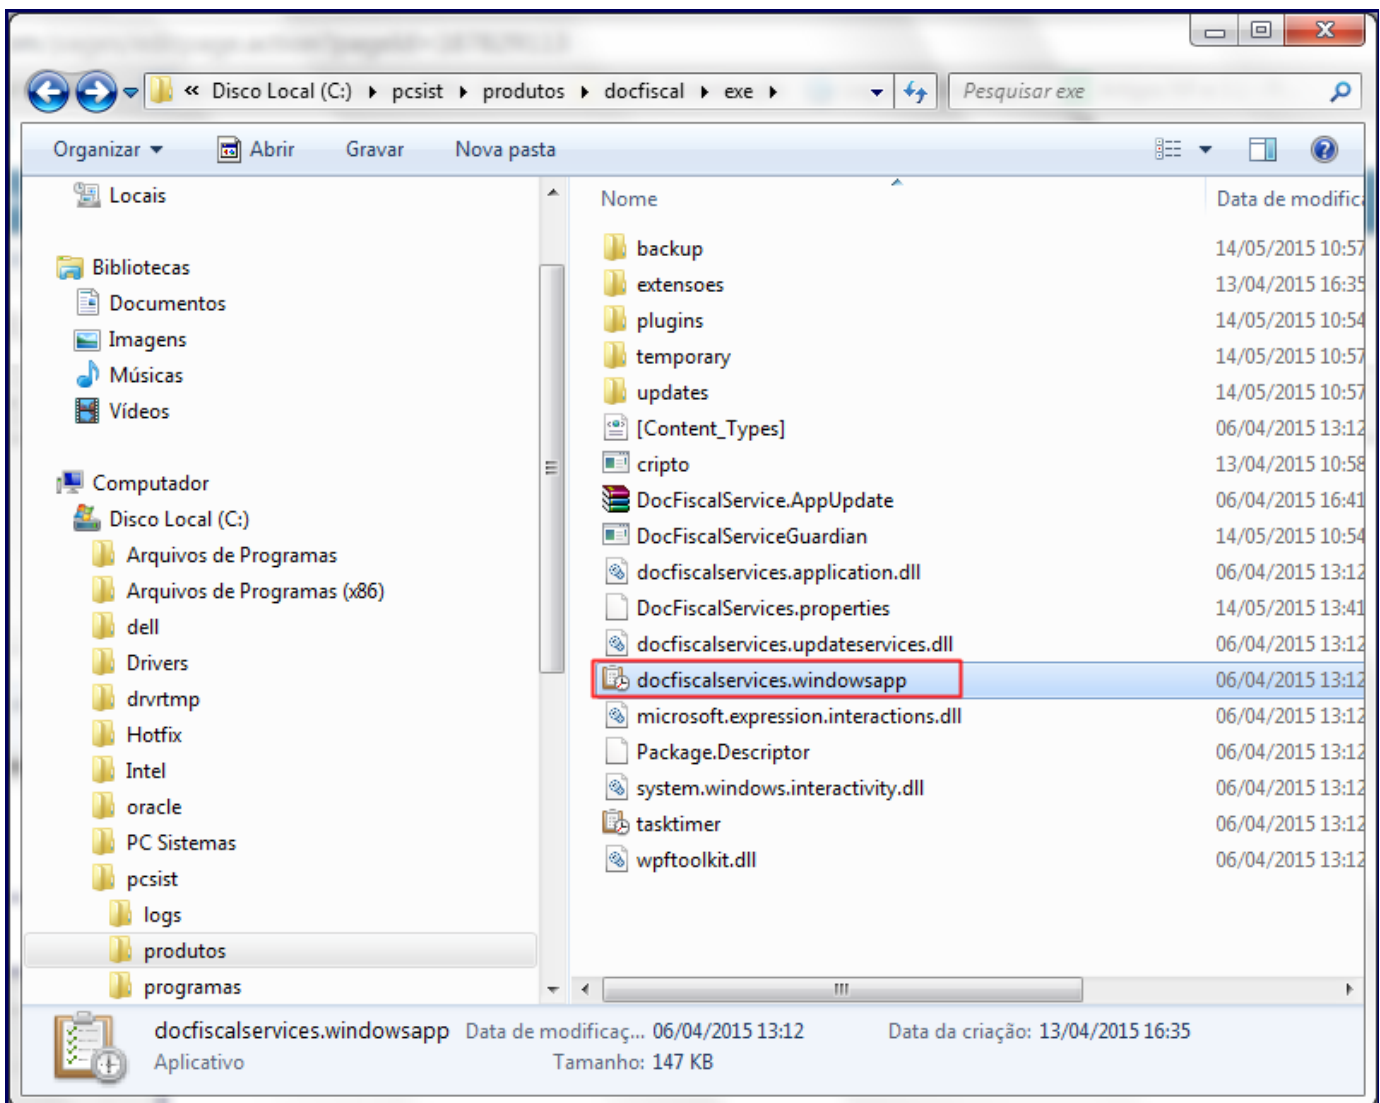 « Disco Local (C:) ▸ pcsist ▸ produtos ▸ docfiscal ▸ exe ▸ Pesquisar exe
Organizar Abrir Gravar Nova pasta
Locais
Bibliotecas
Documentos
Imagens
Músicas
Vídeos
Computador
Disco Local (C:)
Arquivos de Programas
Arquivos de Programas (x86)
dell
Drivers
drvrtmp
Hotfix
Intel
oracle
PC Sistemas
pcsist
logs
produtos
programas
Nome Data de modifica
backup 14/05/2015 10:57
extensoes 13/04/2015 16:35
plugins 14/05/2015 10:54
temporary 14/05/2015 10:57
updates 14/05/2015 10:57
[Content_Types] 06/04/2015 13:12
cripto 13/04/2015 10:58
DocFiscalService.AppUpdate 06/04/2015 16:41
DocFiscalServiceGuardian 14/05/2015 10:54
docfiscalservices.application.dll 06/04/2015 13:12
DocFiscalServices.properties 14/05/2015 13:41
docfiscalservices.updateservices.dll 06/04/2015 13:12
docfiscalservices.windowsapp 06/04/2015 13:12
microsoft.expression.interactions.dll 06/04/2015 13:12
Package.Descriptor 06/04/2015 13:12
system.windows.interactivity.dll 06/04/2015 13:12
tasktimer 06/04/2015 13:12
wpftoolkit.dll 06/04/2015 13:12
docfiscalservices.windowsapp Data de modificaç... 06/04/2015 13:12 Data da criação: 13/04/2015 16:35
Aplicativo Tamanho: 147 KB